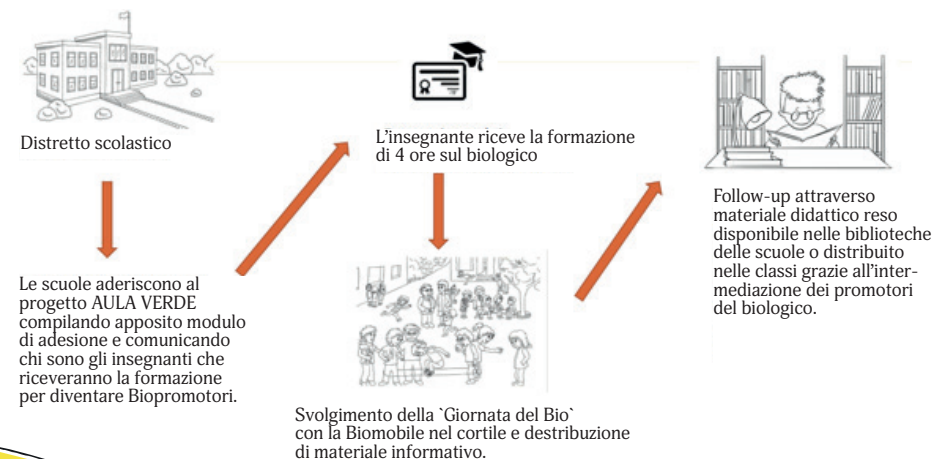 Distretto scolastico
Le scuole aderiscono al
progetto AULA VERDE
compilando apposito modulo
di adesione e comunicando
chi sono gli insegnanti che
riceveranno la formazione
per diventare Biopromotori.
L'insegnante riceve la formazione
di 4 ore sul biologico
Svolgimento della `Giornata del Bio`
con la Biomobile nel cortile e destribuzione
di materiale informativo.
Follow-up attraverso
materiale didattico reso
disponibile nelle biblioteche
delle scuole o distribuito
nelle classi grazie all'inter-
mediazione dei promotori
del biologico.